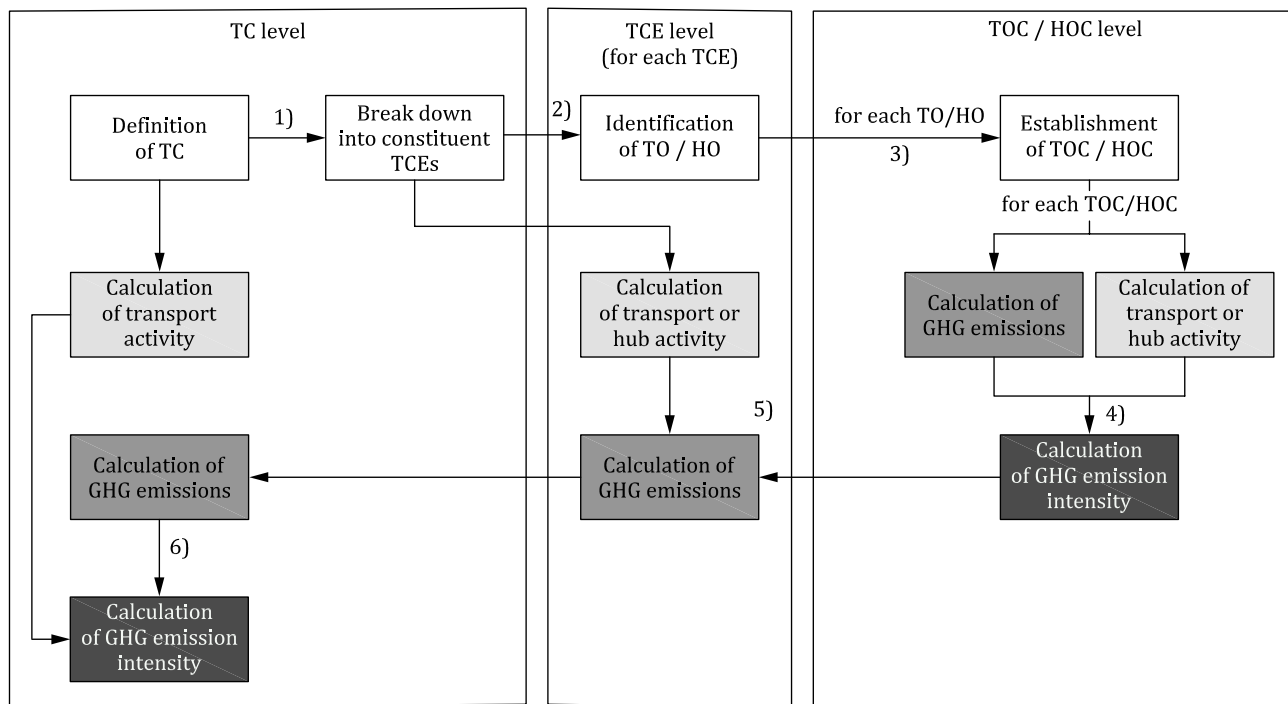 TC level
TCE level
(for each TCE)
TOC / HOC level
Definition
of TC
1)
Break down
into constituent
TCEs
2)
Identification
of TO / HO
for each TO/HO
3)
Establishment
of TOC / HOC
for each TOC/HOC
Calculation
of transport
activity
Calculation
of transport or
hub activity
Calculation of
GHG emissions
Calculation of
transport or
hub activity
4)
5)
Calculation of
GHG emissions
Calculation of
GHG emissions
Calculation
of GHG emission
intensity
6)
Calculation
of GHG emission
intensity